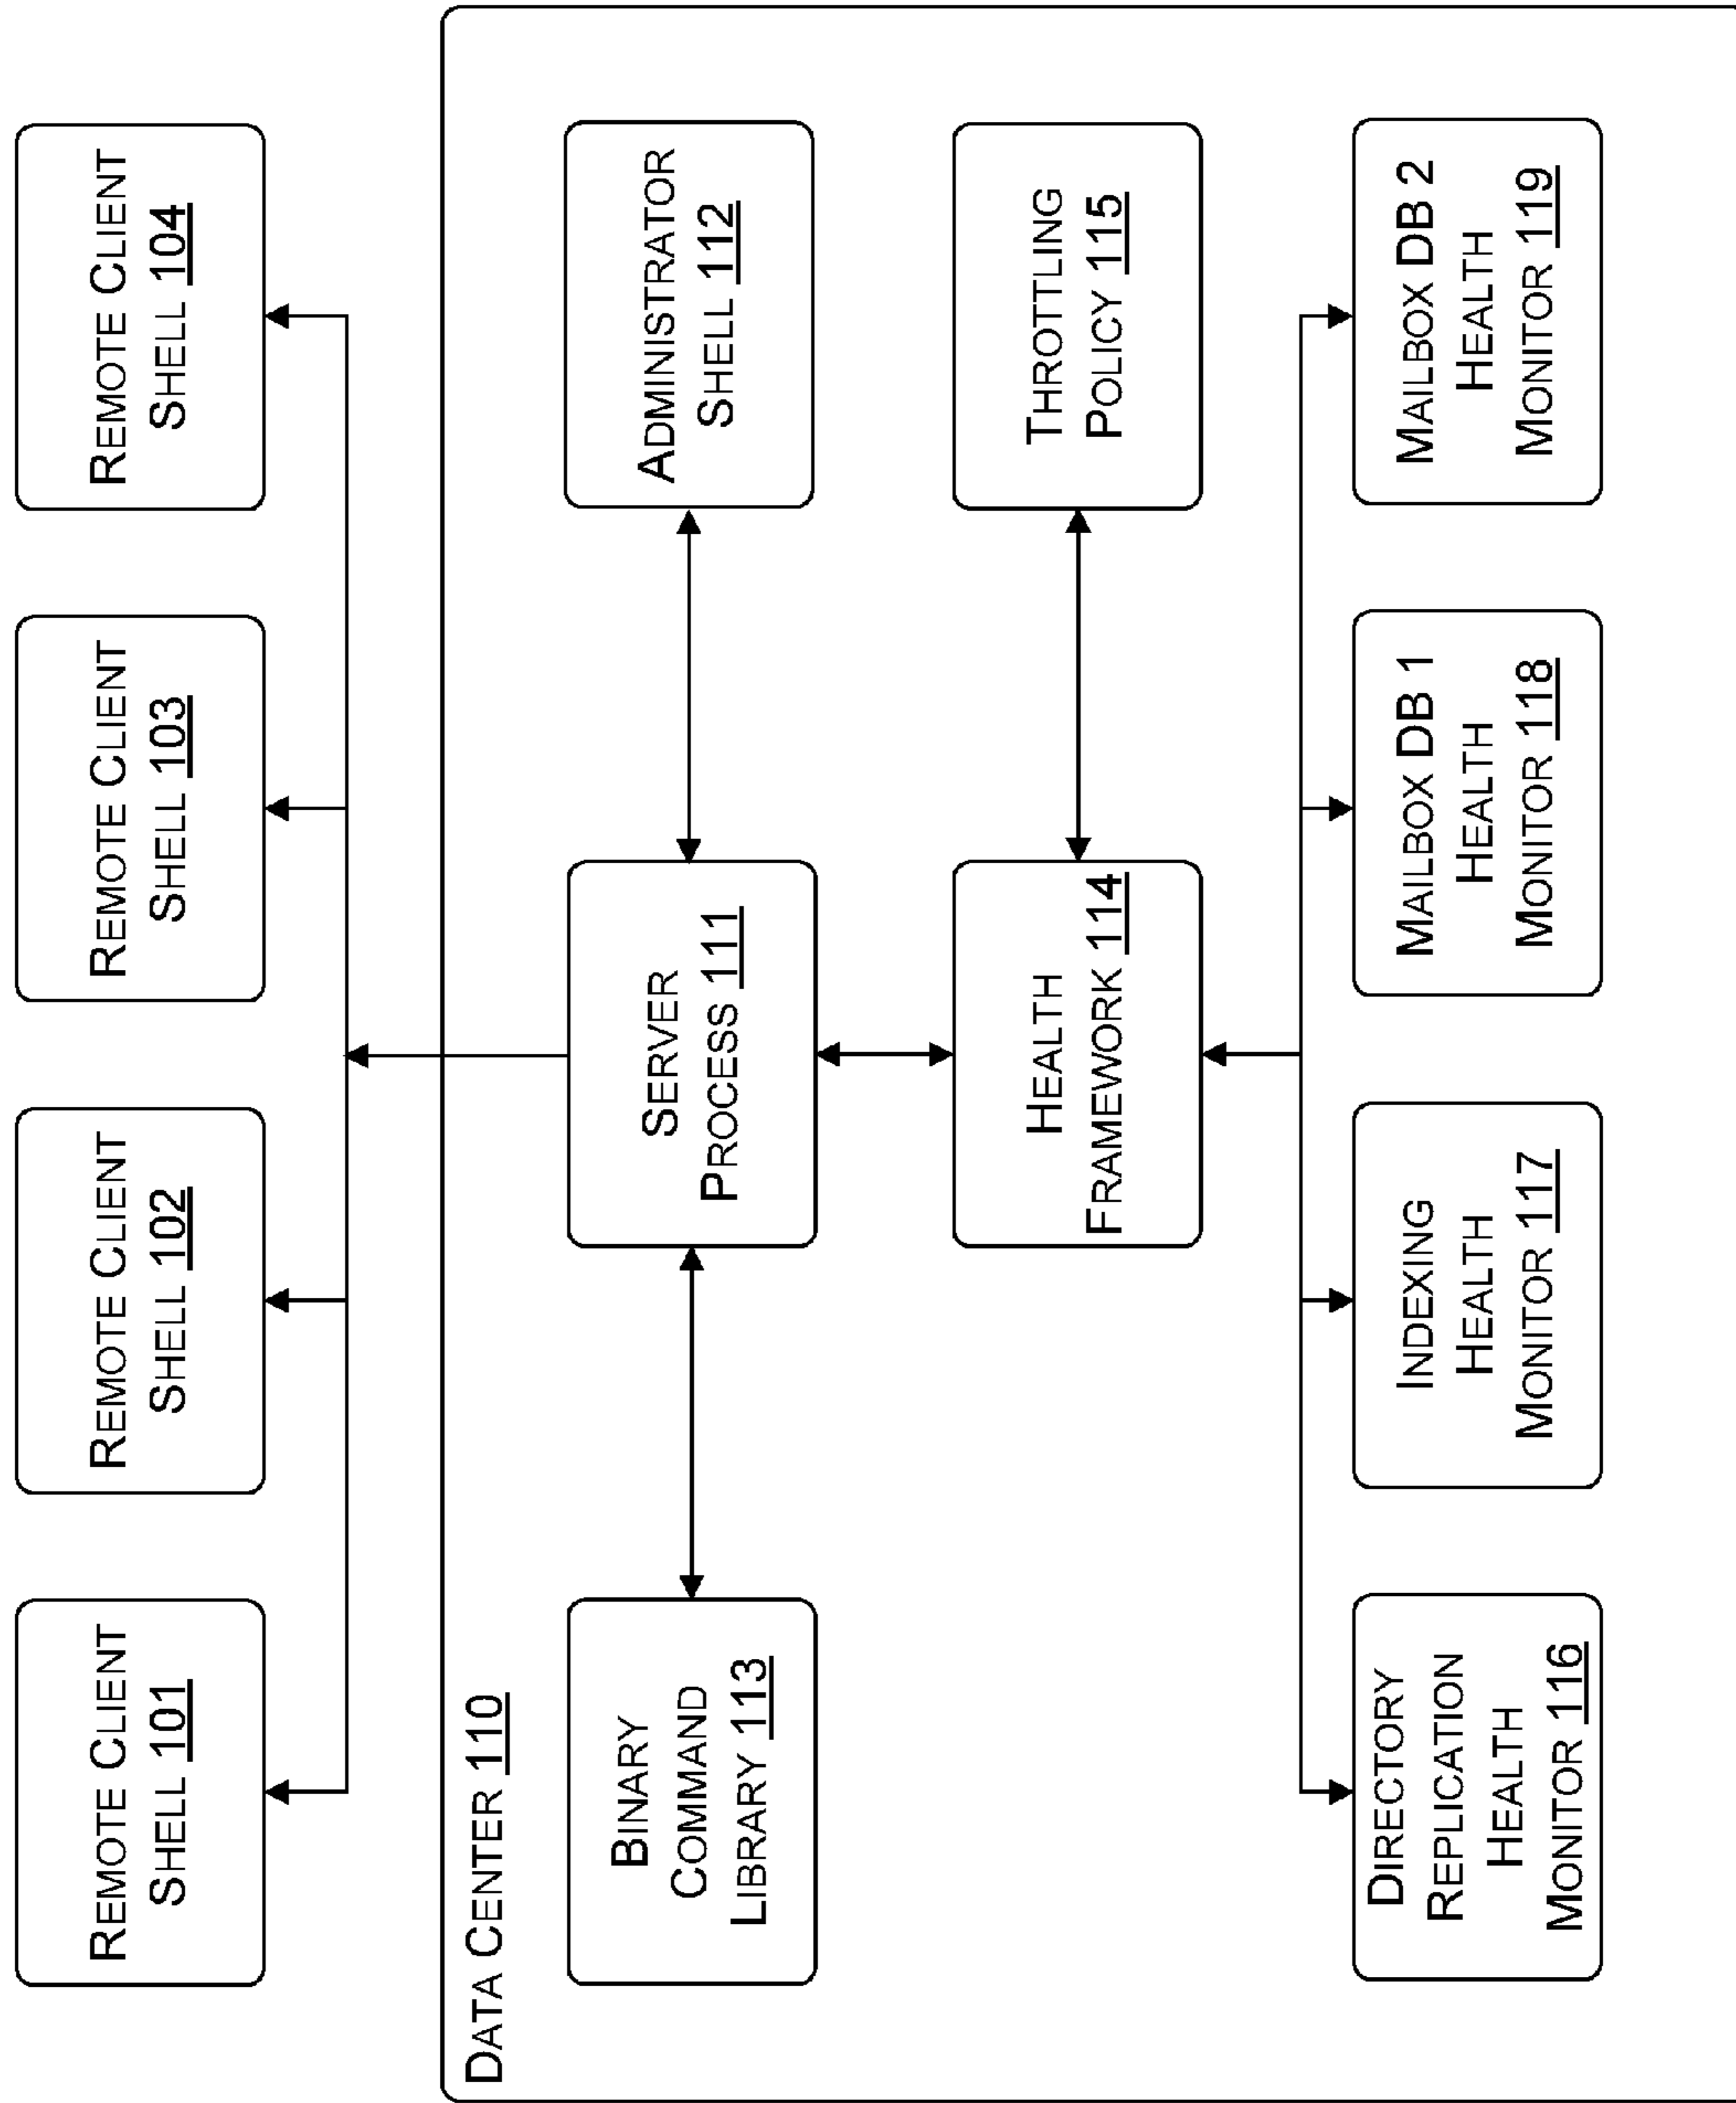 REMOTE CLIENT
SHELL 101
REMOTE CLIENT
SHELL 102
REMOTE CLIENT
SHELL 103
REMOTE CLIENT
SHELL 104
DATA CENTER 110
BINARY
COMMAND
LIBRARY 113
SERVER
PROCESS 111
ADMINISTRATOR
SHELL 112
HEALTH
FRAMEWORK 114
THROTTLING
POLICY 115
DIRECTORY
REPLICATION
HEALTH
MONITOR 116
INDEXING
HEALTH
MONITOR 117
MAILBOX DB 1
HEALTH
MONITOR 118
MAILBOX DB 2
HEALTH
MONITOR 119